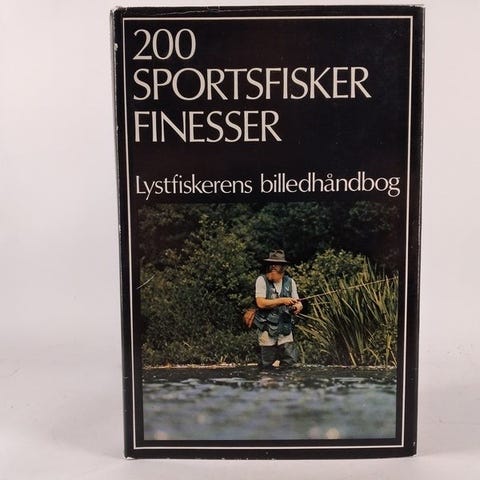 200
SPORTSFISKER
FINESSER
Lystfiskerens billedhåndbog